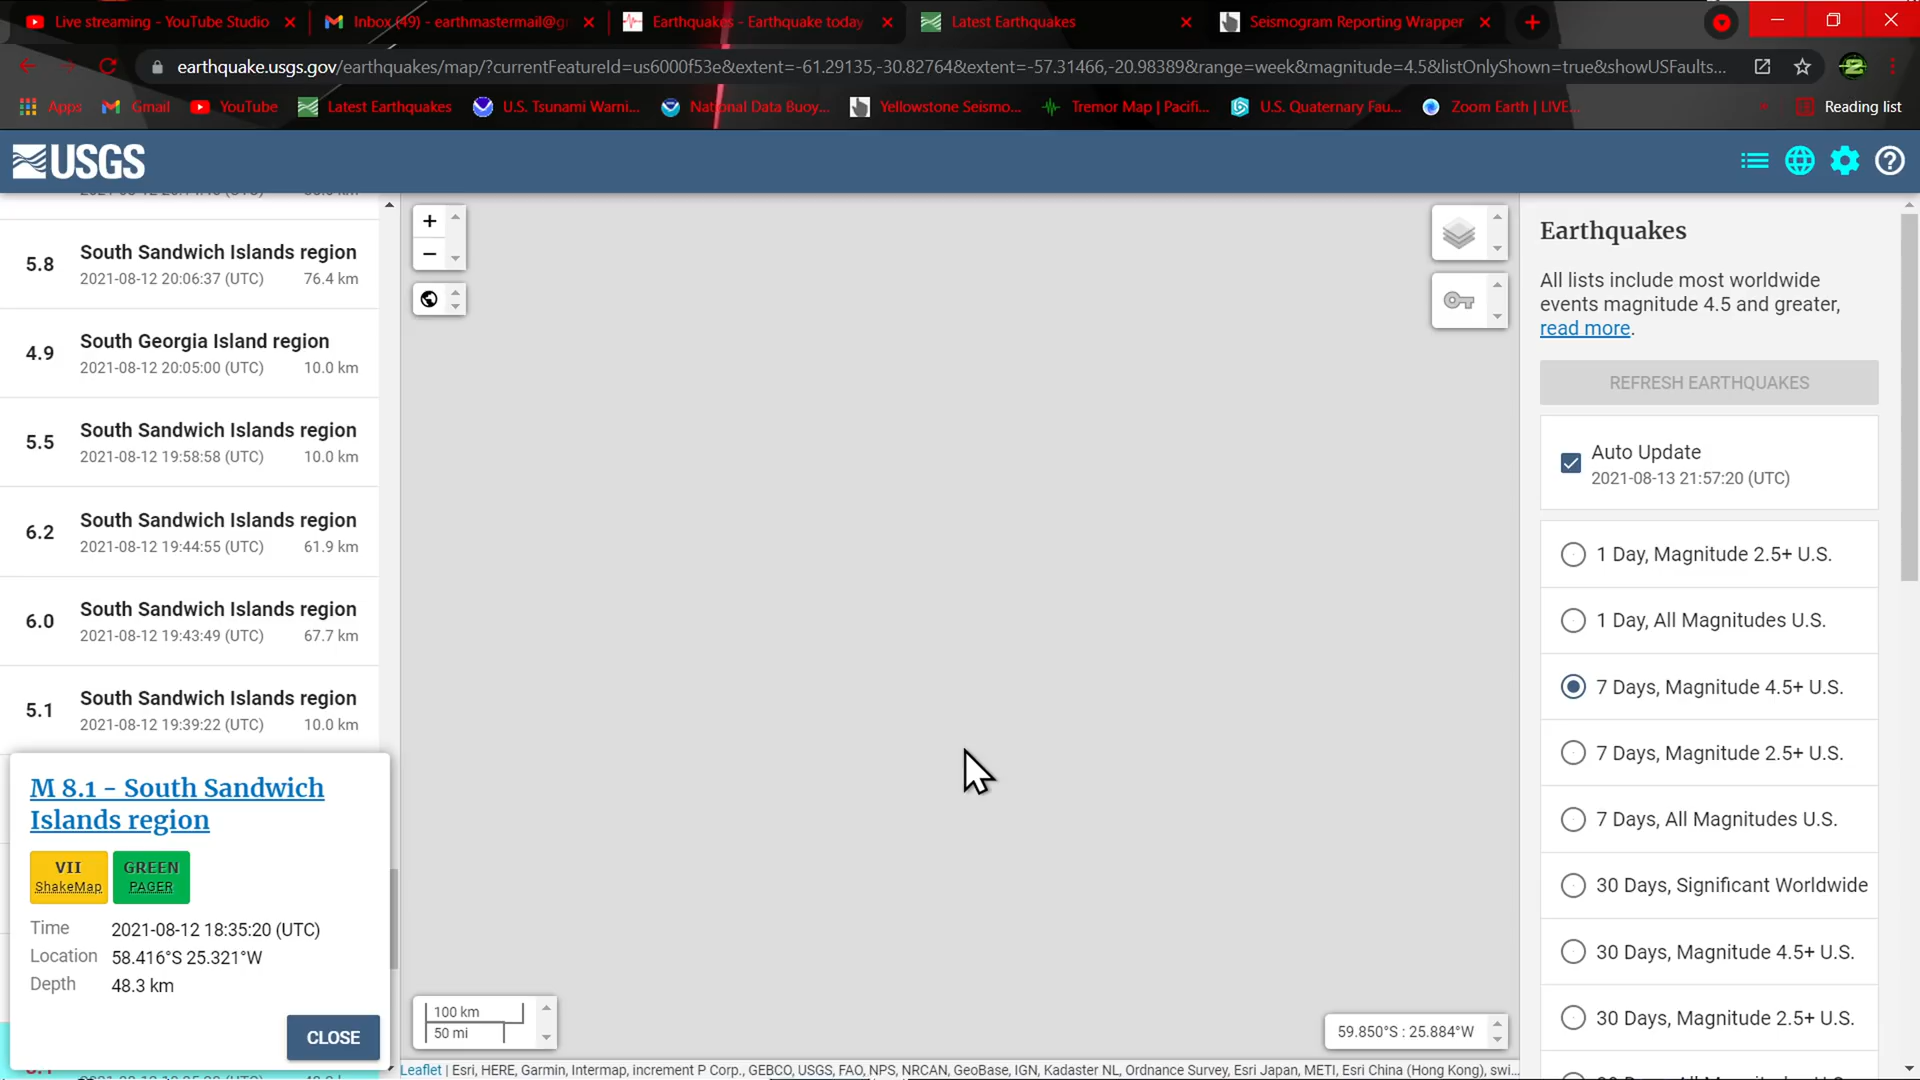 Live streaming - YouTube Studio
Inbox (49) - earthmastermail@g
Earthquakes - Earthquake today
Latest Earthquakes
Seismogram Reporting Wrapper
earthquake.usgs.gov/earthquakes/map/?currentFeatureId=us6000f53e&extent=-61.29135,-30.82764&extent=-57.31466,-20.98389&range=week&magnitude=4.5&listOnlyShown=true&showUSFaults...
Apps
Gmail
YouTube
Latest Earthquakes
U.S. Tsunami Warni...
National Data Buoy...
Yellowstone Seismo...
Tremor Map | Pacifi...
U.S. Quaternary Fau...
Zoom Earth | LIVE...
Reading list
USGS
5.8
South Sandwich Islands region
2021-08-12 20:06:37 (UTC) 76.4 km
4.9
South Georgia Island region
2021-08-12 20:05:00 (UTC) 10.0 km
5.5
South Sandwich Islands region
2021-08-12 19:58:58 (UTC) 10.0 km
6.2
South Sandwich Islands region
2021-08-12 19:44:55 (UTC) 61.9 km
6.0
South Sandwich Islands region
2021-08-12 19:43:49 (UTC) 67.7 km
5.1
South Sandwich Islands region
2021-08-12 19:39:22 (UTC) 10.0 km
M 8.1 - South Sandwich
Islands region
VII
ShakeMap
GREEN
PAGER
Time 2021-08-12 18:35:20 (UTC)
Location 58.416°S 25.321°W
Depth 48.3 km
CLOSE
+
−
100 km
50 mi
59.850°S : 25.884°W
Leaflet | Esri, HERE, Garmin, Intermap, increment P Corp., GEBCO, USGS, FAO, NPS, NRCAN, GeoBase, IGN, Kadaster NL, Ordnance Survey, Esri Japan, METI, Esri China (Hong Kong), swi...
Earthquakes
All lists include most worldwide
events magnitude 4.5 and greater,
read more.
REFRESH EARTHQUAKES
Auto Update
2021-08-13 21:57:20 (UTC)
1 Day, Magnitude 2.5+ U.S.
1 Day, All Magnitudes U.S.
7 Days, Magnitude 4.5+ U.S.
7 Days, Magnitude 2.5+ U.S.
7 Days, All Magnitudes U.S.
30 Days, Significant Worldwide
30 Days, Magnitude 4.5+ U.S.
30 Days, Magnitude 2.5+ U.S.